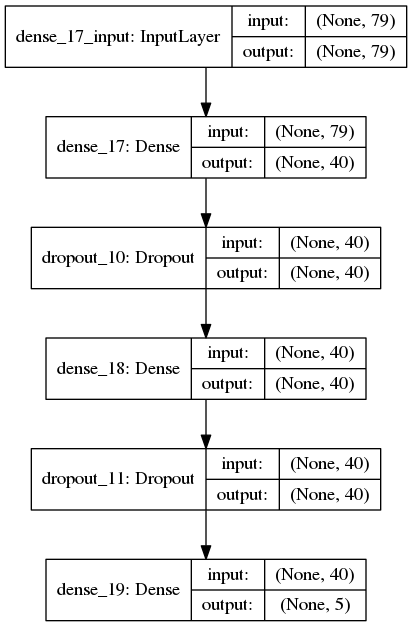 dense_17_input: InputLayer
input: (None, 79)
output: (None, 79)
dense_17: Dense
input: (None, 79)
output: (None, 40)
dropout_10: Dropout
input: (None, 40)
output: (None, 40)
dense_18: Dense
input: (None, 40)
output: (None, 40)
dropout_11: Dropout
input: (None, 40)
output: (None, 40)
dense_19: Dense
input: (None, 40)
output: (None, 5)